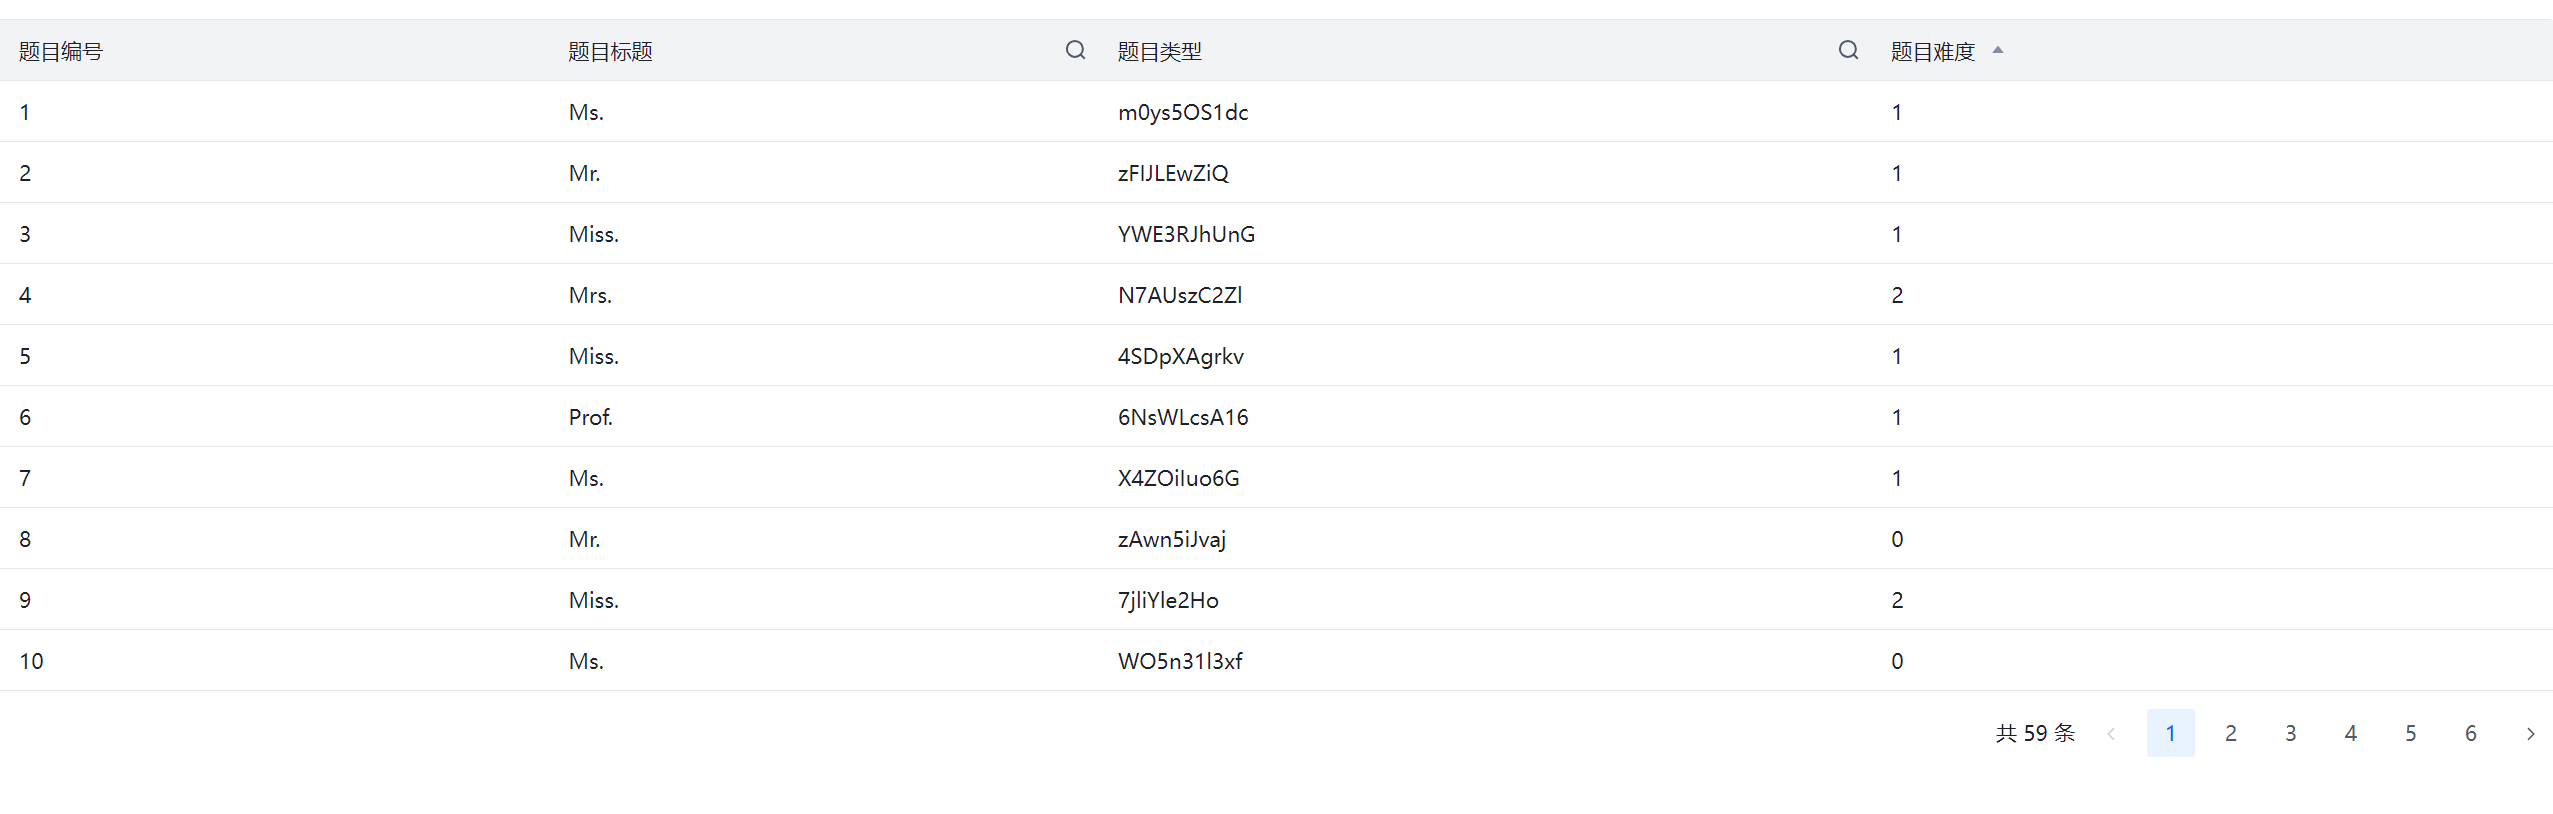 题目编号 题目标题 题目类型 题目难度
1 Ms. m0ys5OS1dc 1
2 Mr. zFIJLEwZiQ 1
3 Miss. YWE3RJhUnG 1
4 Mrs. N7AUszC2Zl 2
5 Miss. 4SDpXAgrkv 1
6 Prof. 6NsWLcsA16 1
7 Ms. X4ZOiIuo6G 1
8 Mr. zAwn5iJvaj 0
9 Miss. 7jliYle2Ho 2
10 Ms. WO5n31l3xf 0
共 59 条 1 2 3 4 5 6